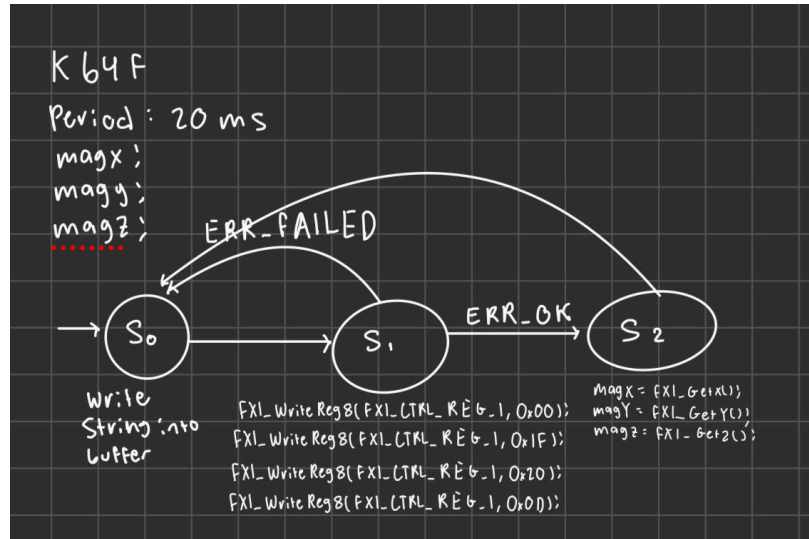 K64F
Period: 20 ms
magx;
magy;
magz;
ERR_FAILED
S0
S1
ERR_OK
S2
Write
String into
buffer
FX1_WriteReg8(FX1_CTRL_REG_1, 0x00);
FX1_WriteReg8(FX1_CTRL_REG_1, 0x1F);
FX1_WriteReg8(FX1_CTRL_REG_1, 0x20);
FX1_WriteReg8(FX1_CTRL_REG_1, 0x0D);
magX = FX1_GetX();
magY = FX1_GetY();
magz = FX1_GetZ();